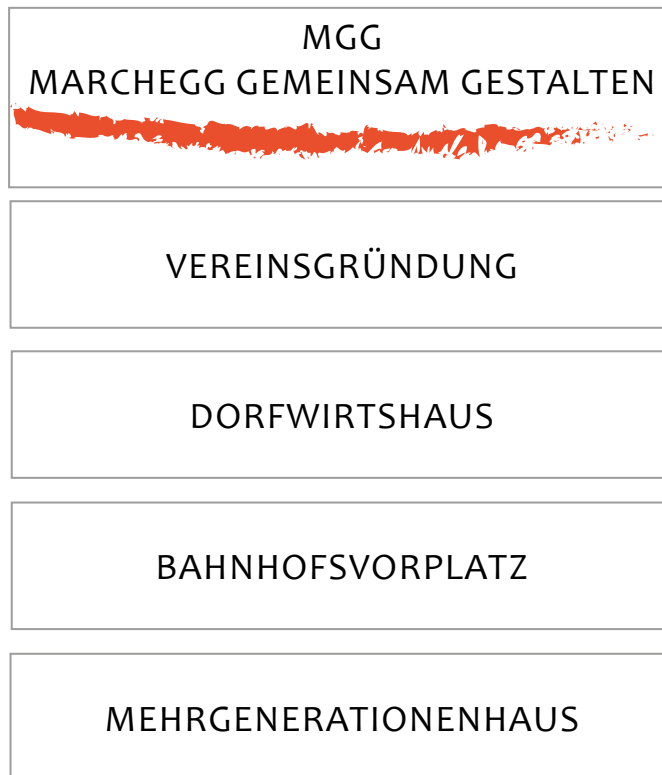 MGG
MARCHEGG GEMEINSAM GESTALTEN
VEREINSGRÜNDUNG
DORFWIRTSHAUS
BAHNHOFSVORPLATZ
MEHRGENERATIONENHAUS